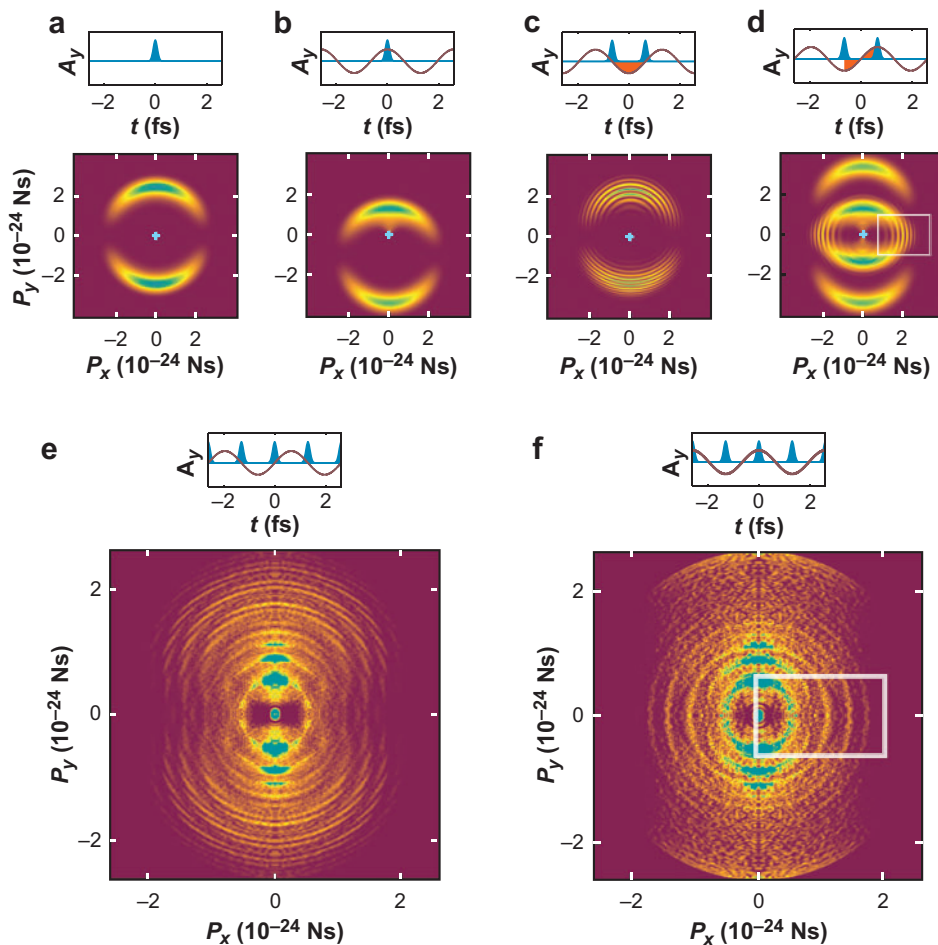 a b c d
A_y A_y A_y A_y
−2 0 2 −2 0 2 −2 0 2 −2 0 2
t (fs) t (fs) t (fs) t (fs)
P_y (10⁻²⁴ Ns)
2 0 −2 2 0 −2 2 0 −2 2 0 −2
−2 0 2 −2 0 2 −2 0 2 −2 0 2
P_x (10⁻²⁴ Ns) P_x (10⁻²⁴ Ns) P_x (10⁻²⁴ Ns) P_x (10⁻²⁴ Ns)
e f
A_y A_y
−2 0 2 −2 0 2
t (fs) t (fs)
P_y (10⁻²⁴ Ns) P_y (10⁻²⁴ Ns)
2 0 −2 2 0 −2
−2 0 2 −2 0 2
P_x (10⁻²⁴ Ns) P_x (10⁻²⁴ Ns)